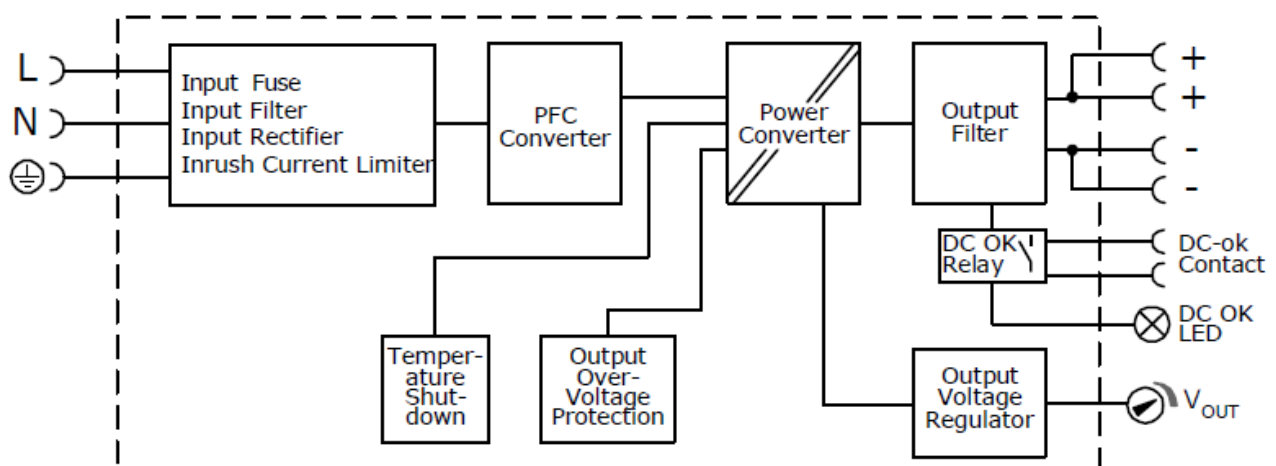 L
N
Input Fuse
Input Filter
Input Rectifier
Inrush Current Limiter
PFC
Converter
Power
Converter
Output
Filter
+
+
-
-
DC OK
Relay
DC-ok
Contact
DC OK
LED
Temper-
ature
Shut-
down
Output
Over-
Voltage
Protection
Output
Voltage
Regulator
VOUT